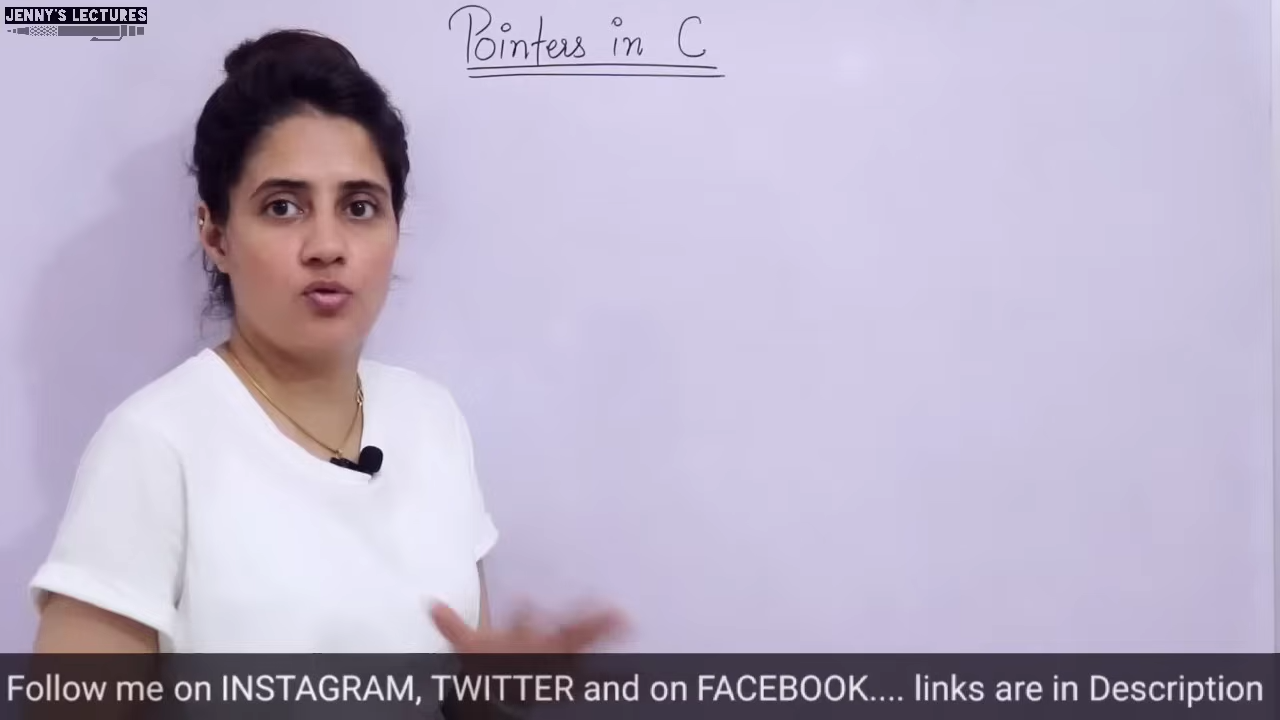 JENNY'S LECTURES
Pointers in C
Follow me on INSTAGRAM, TWITTER and on FACEBOOK.... links are in Description